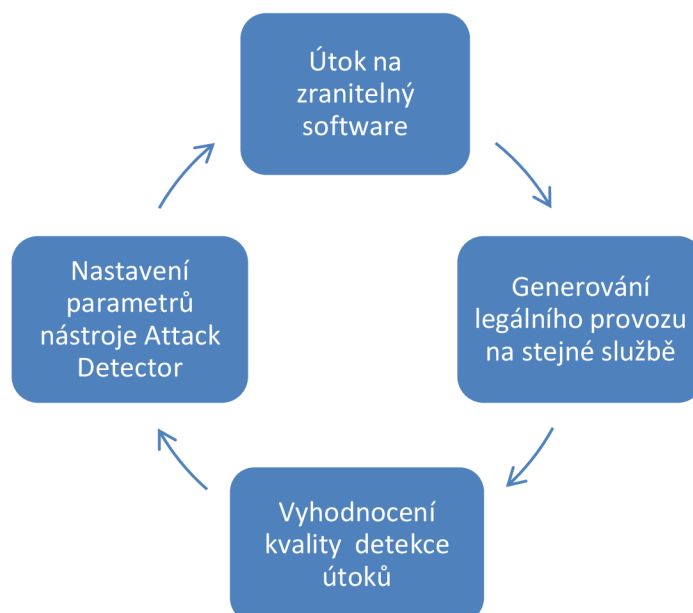 Útok na
zranitelný
software
Generování
legálního provozu
na stejné službě
Vyhodnocení
kvality  detekce
útoků
Nastavení
parametrů
nástroje Attack
Detector